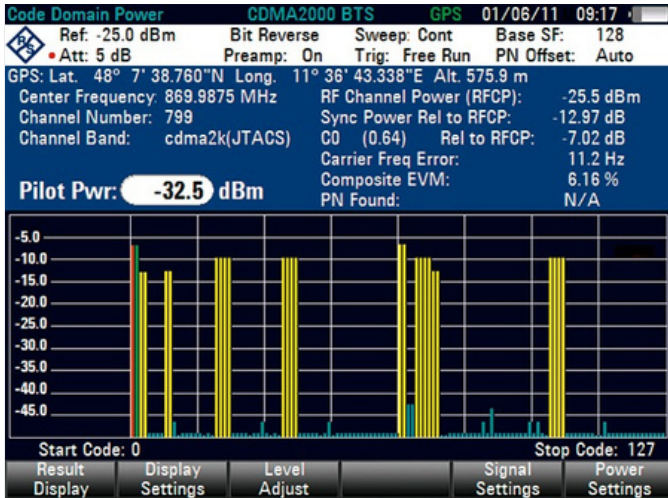 Code Domain Power CDMA2000 BTS GPS 01/06/11 09:17
Ref: -25.0 dBm Bit Reverse Sweep: Cont Base SF: 128
Att: 5 dB Preamp: On Trig: Free Run PN Offset: Auto
GPS: Lat. 48° 7' 38.760"N Long. 11° 36' 43.338"E Alt. 575.9 m
Center Frequency: 869.9875 MHz RF Channel Power (RFCP): -25.5 dBm
Channel Number: 799 Sync Power Rel to RFCP: -12.97 dB
Channel Band: cdma2k(JTACS) C0 (0.64) Rel to RFCP: -7.02 dB
Carrier Freq Error: 11.2 Hz
Pilot Pwr: -32.5 dBm Composite EVM: 6.16 %
PN Found: N/A
-5.0
-10.0
-15.0
-20.0
-25.0
-30.0
-35.0
-40.0
-45.0
Start Code: 0 Stop Code: 127
Result Display Display Settings Level Adjust Signal Settings Power Settings